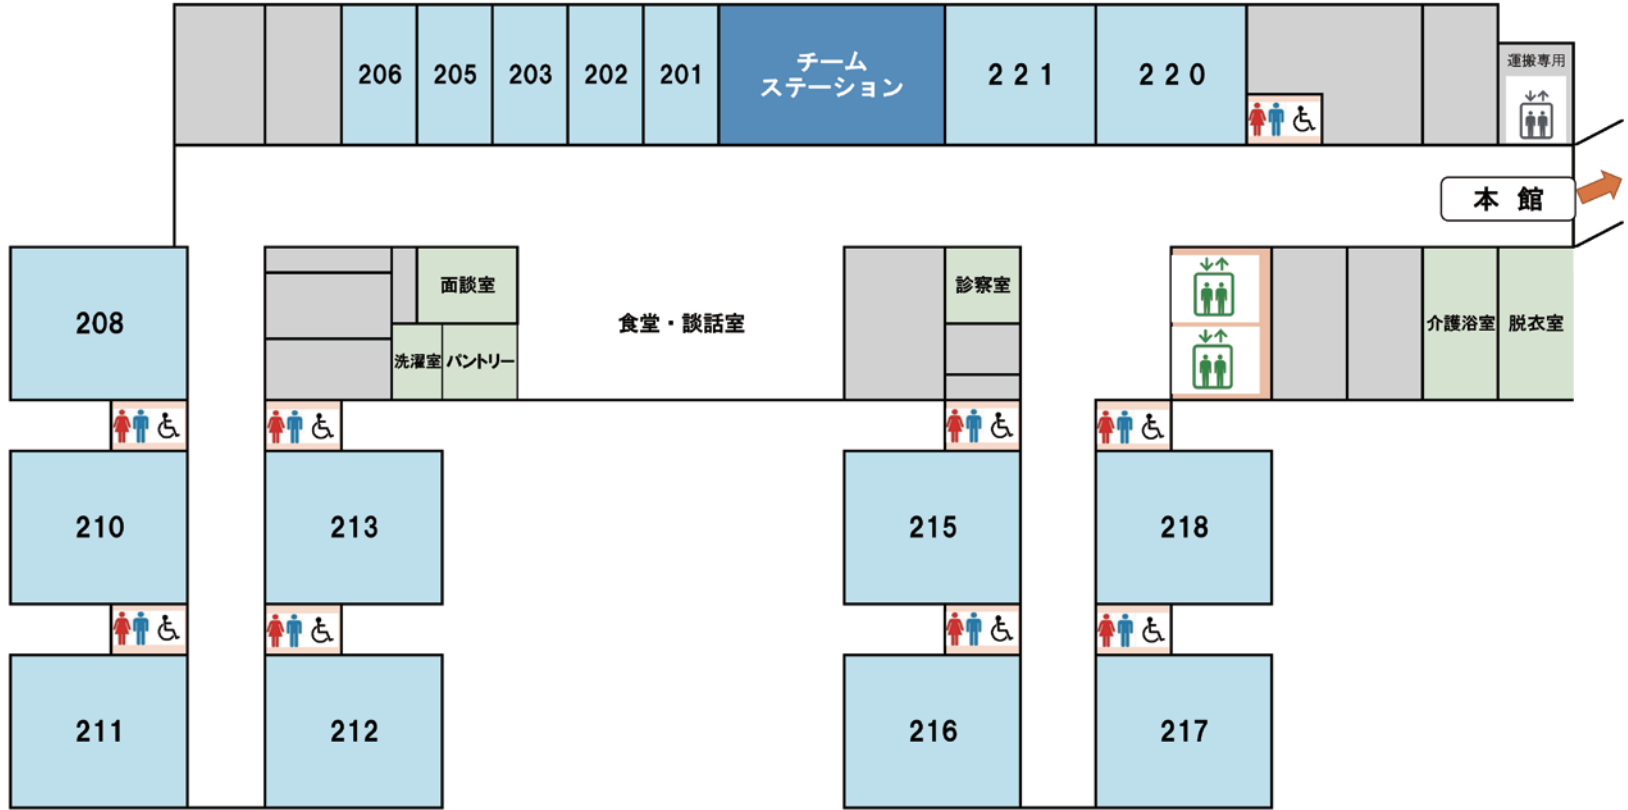 206
205
203
202
201
チーム
ステーション
２２１
２２０
運搬専用
本 館
208
面談室
洗濯室
パントリー
食堂・談話室
診察室
介護浴室
脱衣室
210
213
215
218
211
212
216
217